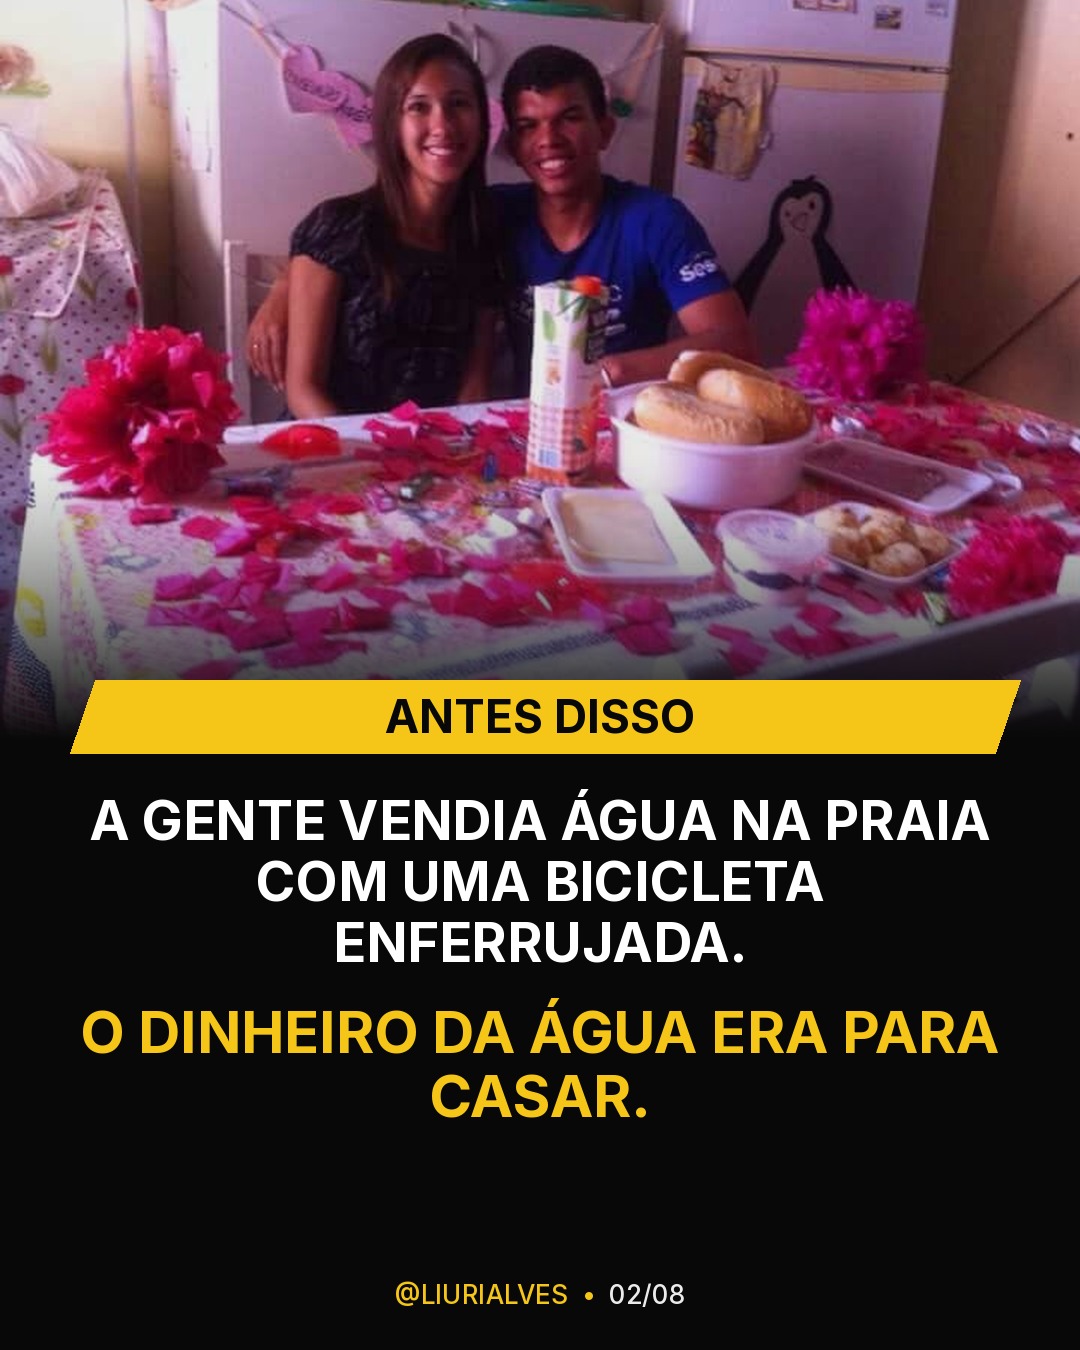 Ses
C
ANTES DISSO
A GENTE VENDIA ÁGUA NA PRAIA
COM UMA BICICLETA
ENFERRUJADA.
O DINHEIRO DA ÁGUA ERA PARA
CASAR.
@LIURIALVES • 02/08